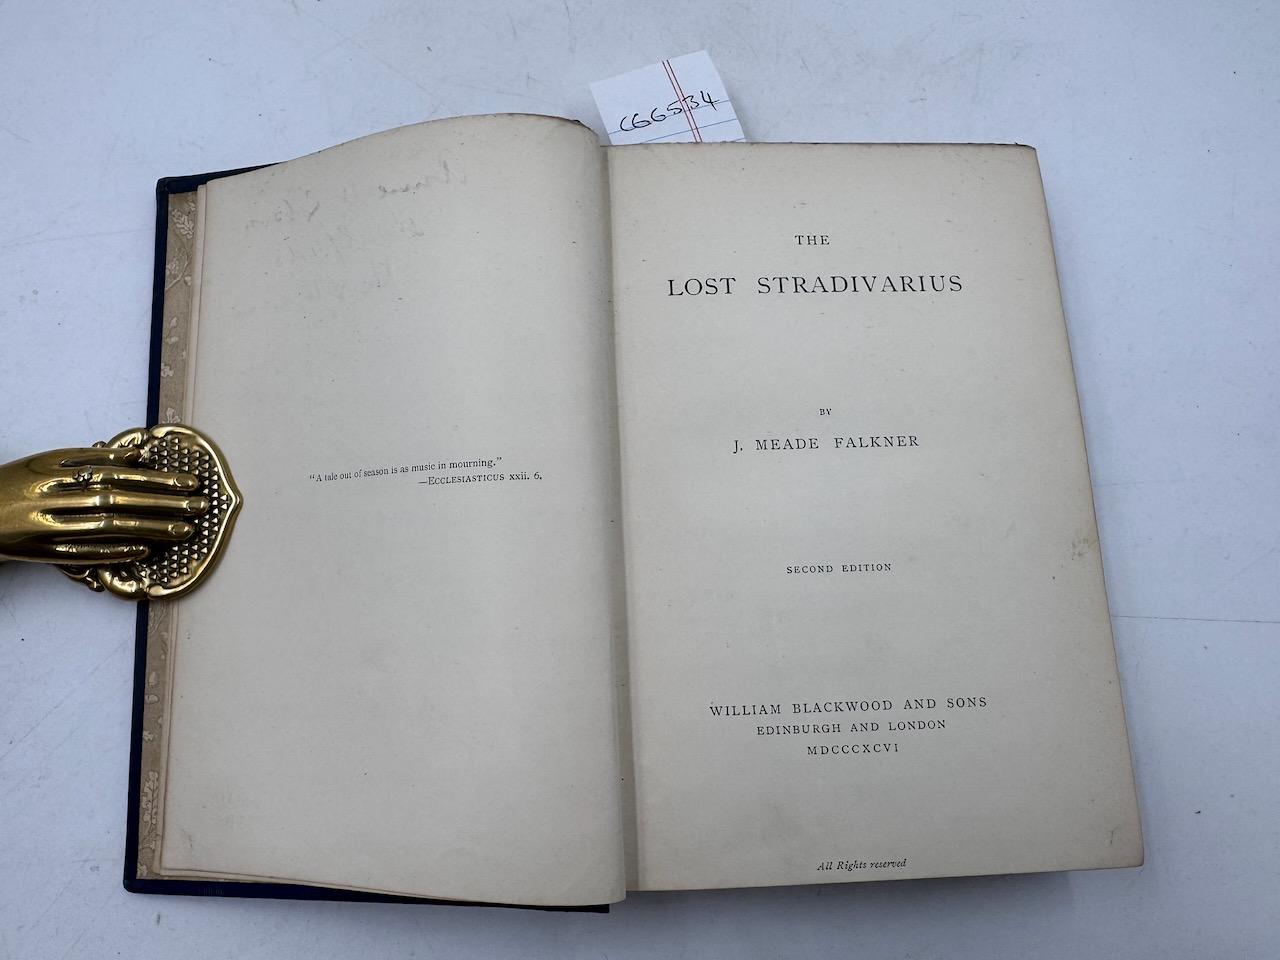 C66534
"A tale out of season is as music in mourning."
—ECCLESIASTICUS xxii. 6.
THE
LOST STRADIVARIUS
BY
J. MEADE FALKNER
SECOND EDITION
WILLIAM BLACKWOOD AND SONS
EDINBURGH AND LONDON
MDCCCXCVI
All Rights reserved